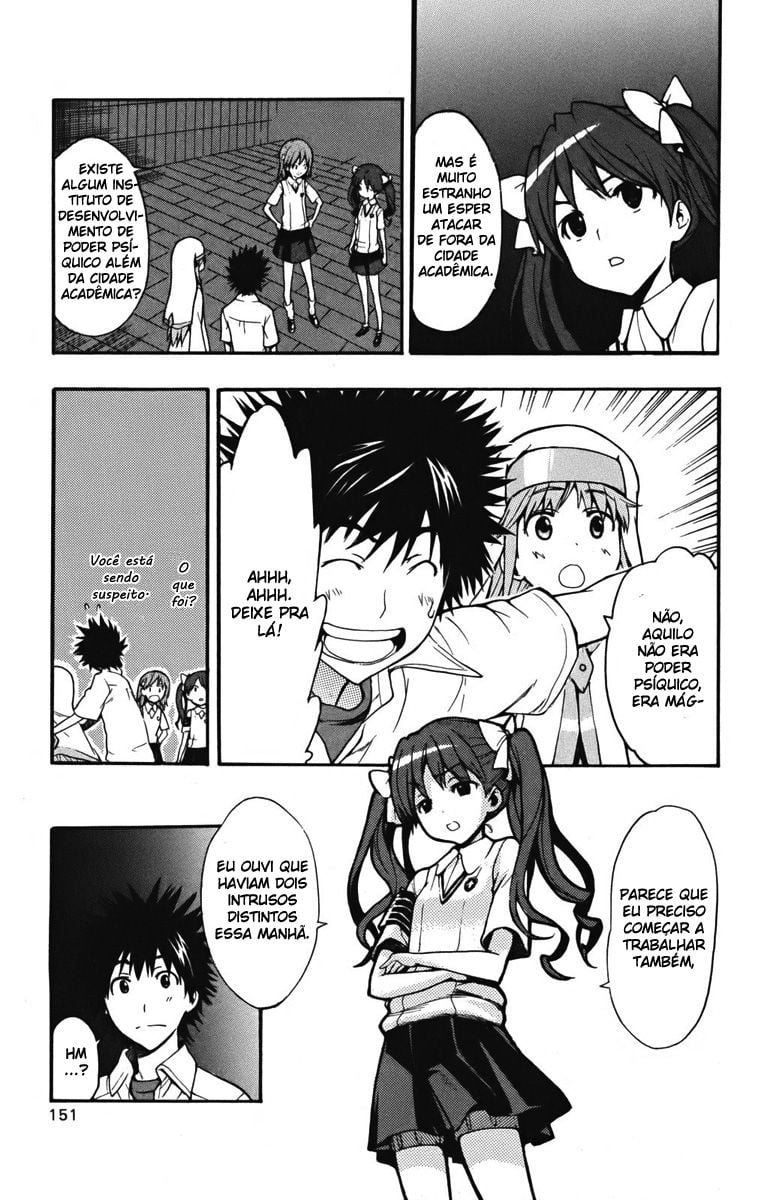 MAS É
MUITO
ESTRANHO
UM ESPER
ATACAR
DE FORA DA
CIDADE
ACADÊMICA.
EXISTE
ALGUM INS-
TITUTO DE
DESENVOLVI-
MENTO DE
PODER PSÍ-
QUICO ALÉM
DA CIDADE
ACADÊMICA?
NÃO,
AQUILO
NÃO ERA
PODER
PSÍQUICO,
ERA MÁG-
AHHH,
AHHH.
DEIXE PRA
LÁ!
O
que
foi?
Você está
sendo
suspeito.
PARECE QUE
EU PRECISO
COMEÇAR A
TRABALHAR
TAMBÉM,
EU OUVI QUE
HAVIAM DOIS
INTRUSOS
DISTINTOS
ESSA MANHÃ.
HM
...?
151